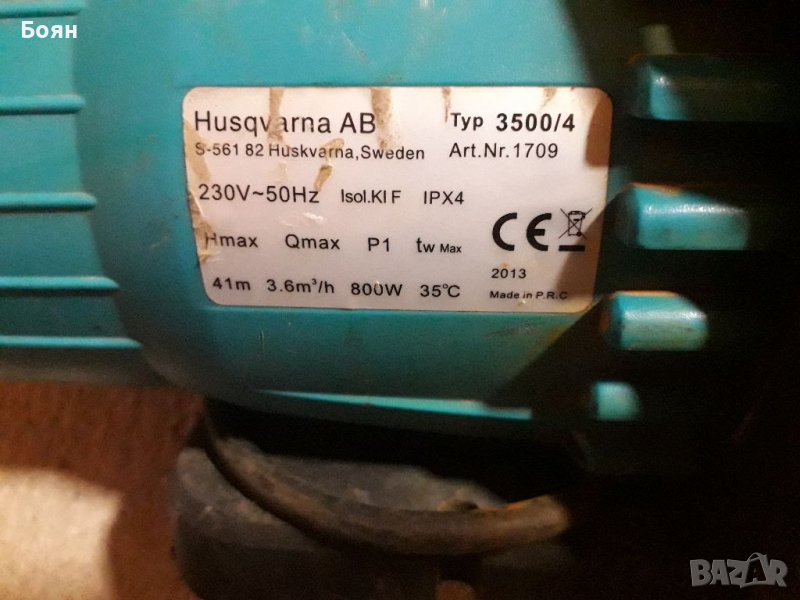 Боян
Husqvarna AB Typ 3500/4
S-561 82 Huskvarna,Sweden Art.Nr.1709
230V~50Hz Isol.Kl F IPX4
Hmax Qmax P1 tw Max
CE
41m 3.6m³/h 800W 35℃
2013
Made in P.R.C
BAZAR